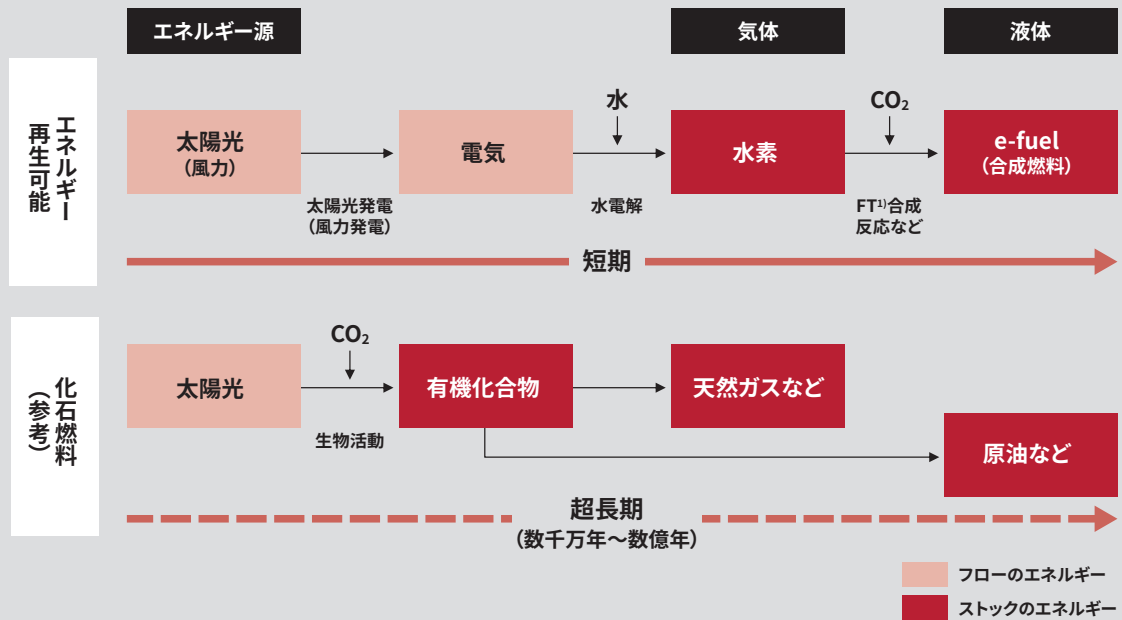 エネルギー源
気体
液体
再生可能
エネルギー
太陽光
（風力）
太陽光発電
（風力発電）
電気
水
水電解
水素
CO₂
FT¹⁾合成
反応など
e-fuel
（合成燃料）
短期
化石燃料
（参考）
太陽光
CO₂
生物活動
有機化合物
天然ガスなど
原油など
超長期
（数千万年〜数億年）
フローのエネルギー
ストックのエネルギー